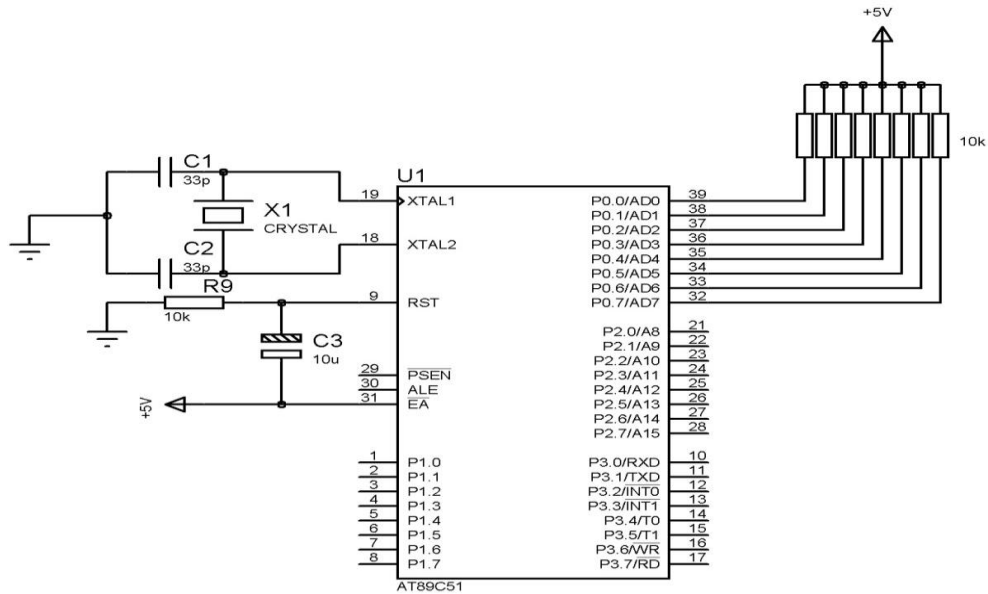 +5V
10k
C1
33p
X1
CRYSTAL
C2
33p
R9
10k
C3
10u
+5V
U1
19 XTAL1
18 XTAL2
9 RST
29 PSEN
30 ALE
31 EA
1 P1.0
2 P1.1
3 P1.2
4 P1.3
5 P1.4
6 P1.5
7 P1.6
8 P1.7
P0.0/AD0 39
P0.1/AD1 38
P0.2/AD2 37
P0.3/AD3 36
P0.4/AD4 35
P0.5/AD5 34
P0.6/AD6 33
P0.7/AD7 32
P2.0/A8 21
P2.1/A9 22
P2.2/A10 23
P2.3/A11 24
P2.4/A12 25
P2.5/A13 26
P2.6/A14 27
P2.7/A15 28
P3.0/RXD 10
P3.1/TXD 11
P3.2/INT0 12
P3.3/INT1 13
P3.4/T0 14
P3.5/T1 15
P3.6/WR 16
P3.7/RD 17
AT89C51